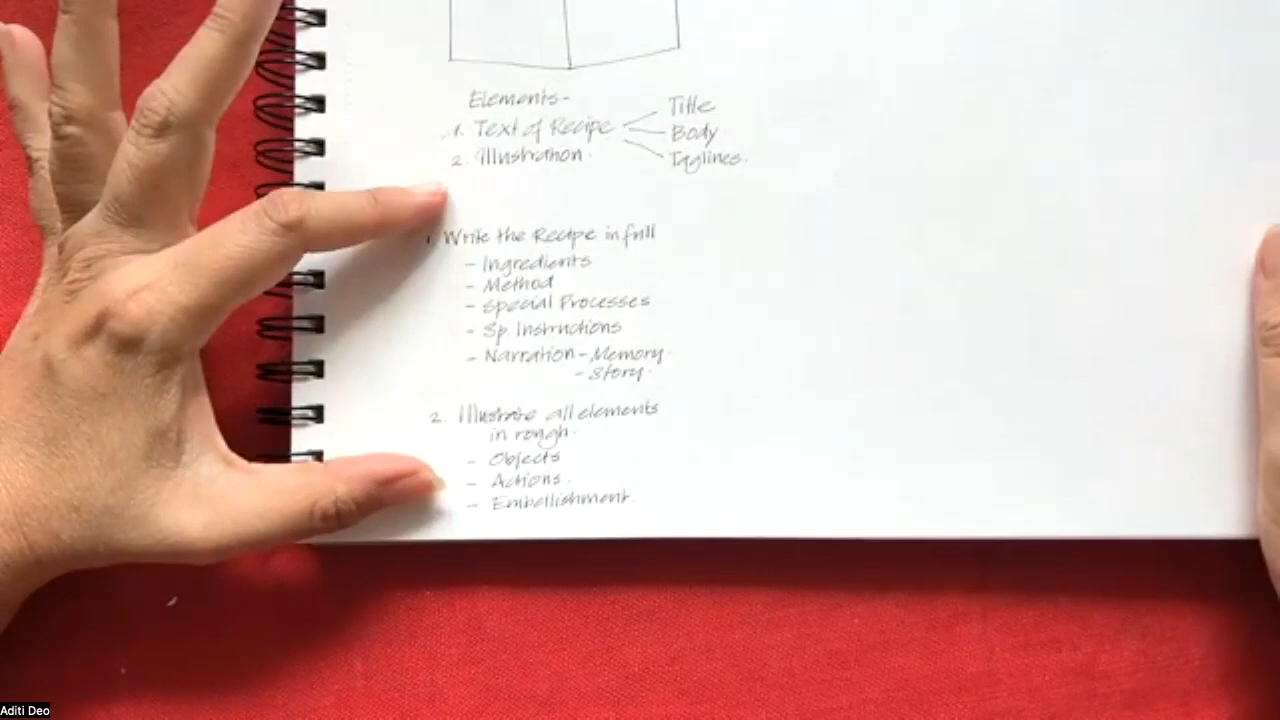 Elements-
1. Text of Recipe
Title
Body
Taglines.
2. Illustration.
1. Write the Recipe in full
- Ingredients
- Method
- Special Processes
- Sp. Instructions
- Narration - Memory
- Story.
2. Illustrate all elements
in rough.
- Objects
- Actions.
- Embellishment.
Aditi Deo